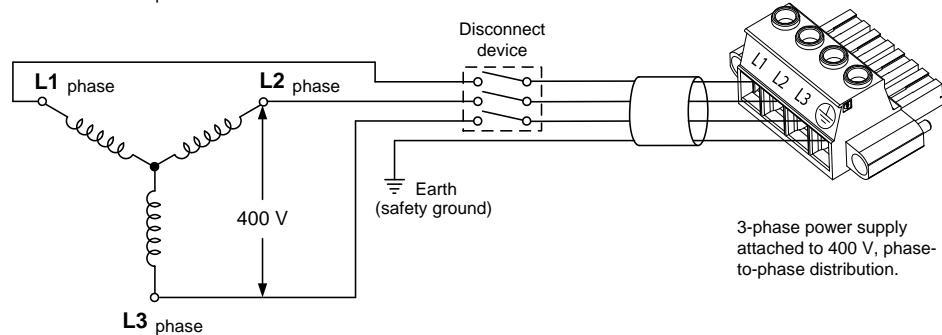 Disconnect
device
L1 phase
L2 phase
L1 L2 L3
400 V
Earth
(safety ground)
3-phase power supply
attached to 400 V, phase-
to-phase distribution.
L3 phase